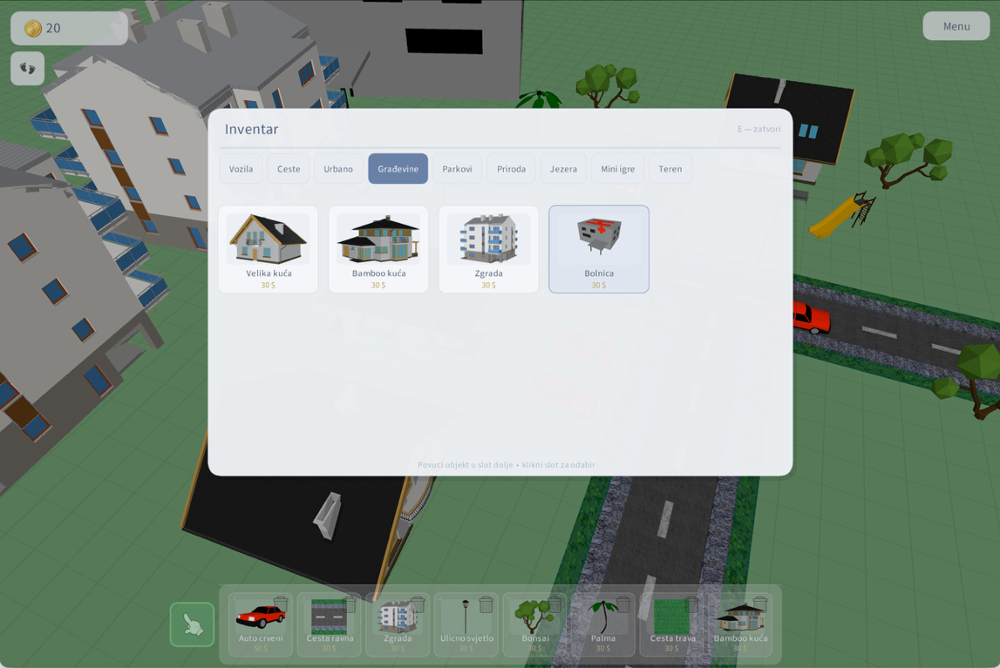 20
Menu
Inventar
E — zatvori
Vozila
Ceste
Urbano
Građevine
Parkovi
Priroda
Jezera
Mini igre
Teren
Velika kuća
30 $
Bamboo kuća
30 $
Zgrada
30 $
Bolnica
30 $
Povuci objekt u slot dolje • klikni slot za odabir
Auto crveni
50 $
Cesta ravna
30 $
Zgrada
30 $
Ulicno svjetlo
30 $
Bonsai
30 $
Palma
30 $
Cesta trava
30 $
Bamboo kuća
30 $